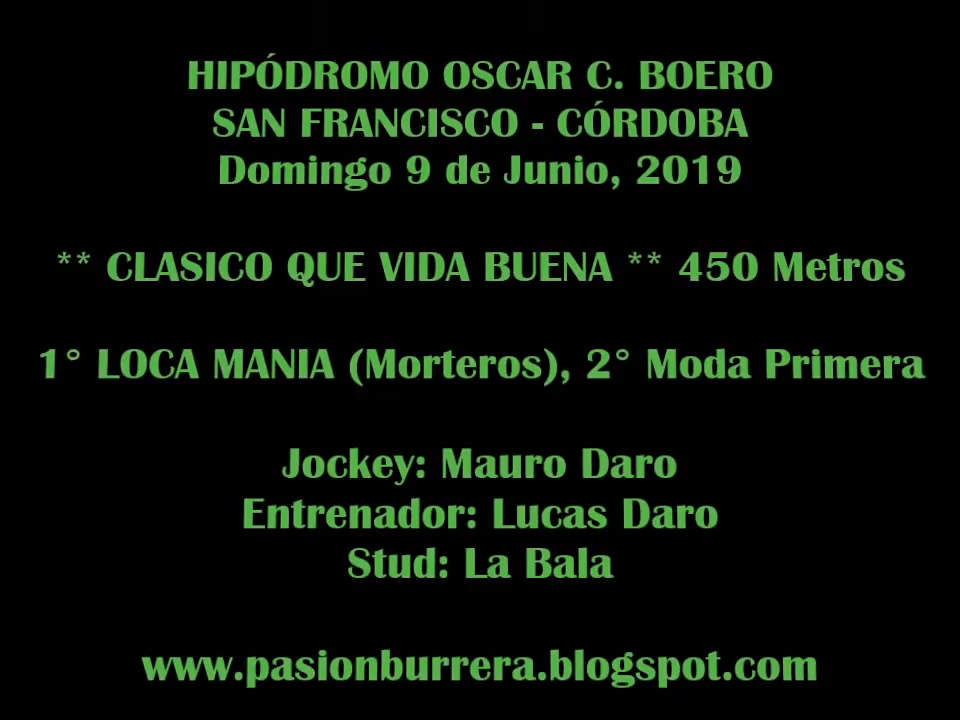 HIPÓDROMO OSCAR C. BOERO
SAN FRANCISCO - CÓRDOBA
Domingo 9 de Junio, 2019
** CLASICO QUE VIDA BUENA ** 450 Metros
1° LOCA MANIA (Morteros), 2° Moda Primera
Jockey: Mauro Daro
Entrenador: Lucas Daro
Stud: La Bala
www.pasionburrera.blogspot.com